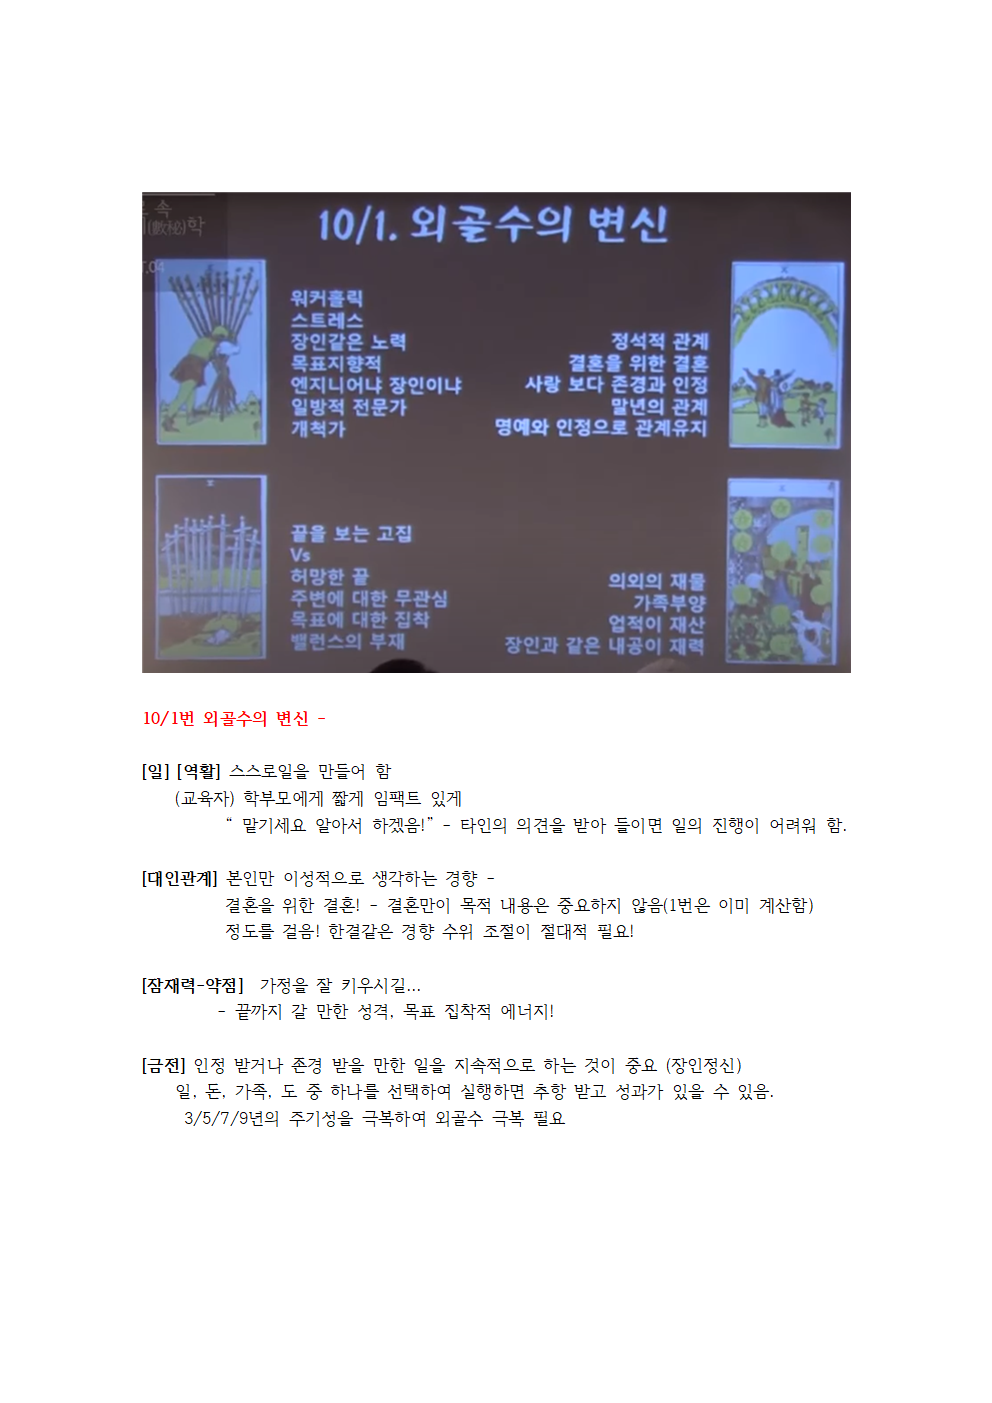 속
(數秘)학
10/1. 외골수의 변신
워커홀릭
스트레스
장인같은 노력
목표지향적
엔지니어냐 장인이냐
일방적 전문가
개척가
정석적 관계
결혼을 위한 결혼
사랑 보다 존경과 인정
말년의 관계
명예와 인정으로 관계유지
끝을 보는 고집
Vs
허망한 끝
주변에 대한 무관심
목표에 대한 집착
밸런스의 부재
의외의 재물
가족부양
업적이 재산
장인과 같은 내공이 재력
10/1번 외골수의 변신 -
[일] [역활] 스스로일을 만들어 함
(교육자) 학부모에게 짧게 임팩트 있게
“ 맡기세요 알아서 하겠음!” - 타인의 의견을 받아 들이면 일의 진행이 어려워 함.
[대인관계] 본인만 이성적으로 생각하는 경향 -
결혼을 위한 결혼! - 결혼만이 목적 내용은 중요하지 않음(1번은 이미 계산함)
정도를 걸음! 한결같은 경향 수위 조절이 절대적 필요!
[잠재력-약점] 가정을 잘 키우시길...
- 끝까지 갈 만한 성격, 목표 집착적 에너지!
[금전] 인정 받거나 존경 받을 만한 일을 지속적으로 하는 것이 중요 (장인정신)
일, 돈, 가족, 도 중 하나를 선택하여 실행하면 추항 받고 성과가 있을 수 있음.
3/5/7/9년의 주기성을 극복하여 외골수 극복 필요